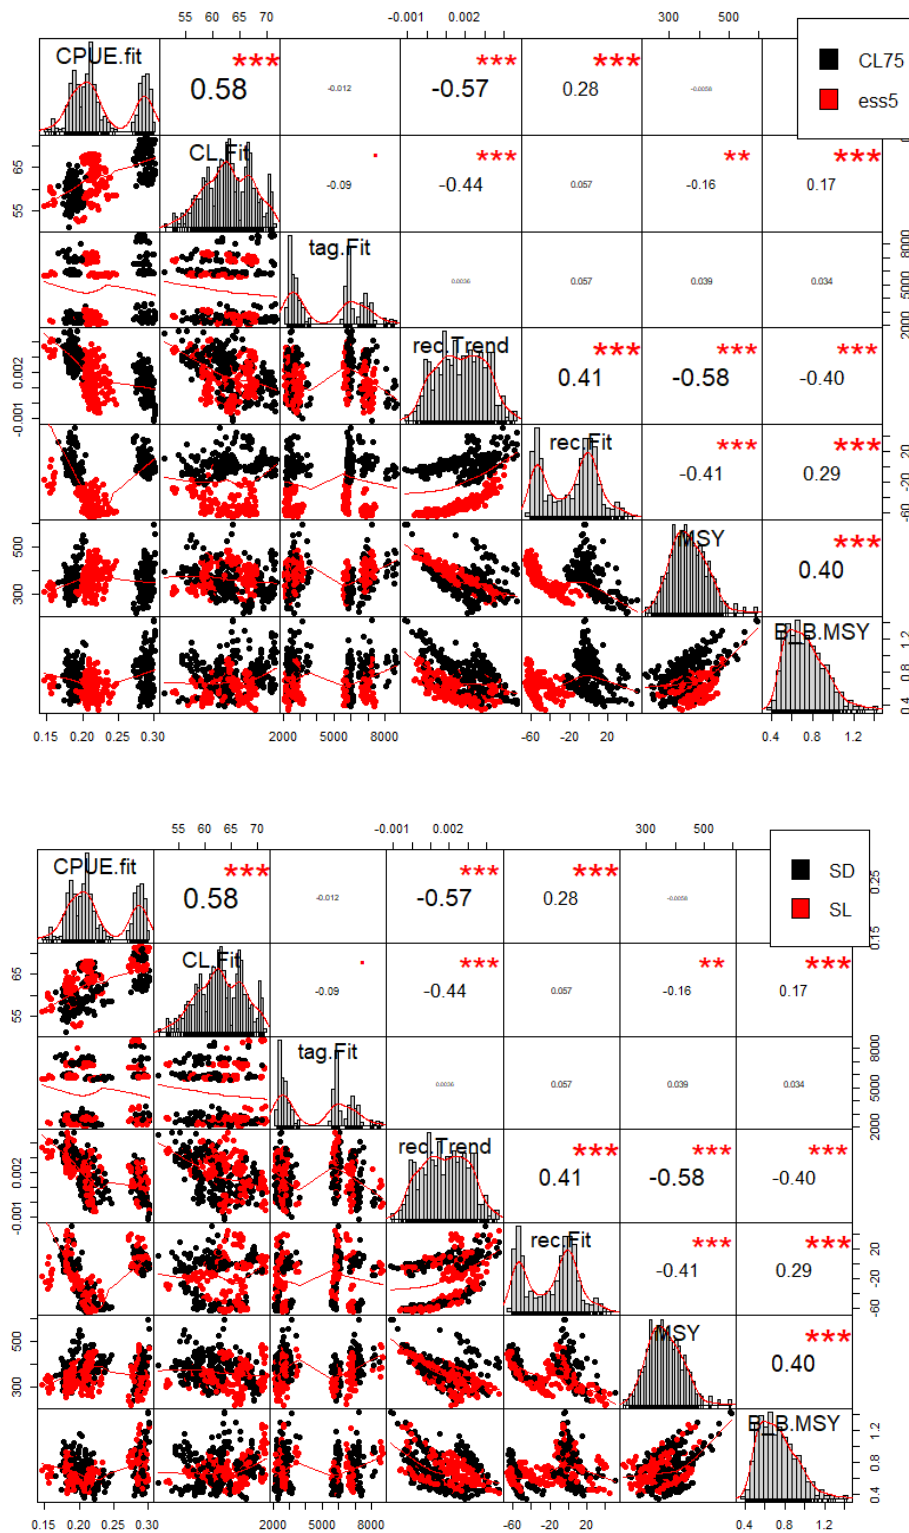 55 60 65 70 -0.001 0.002 300 500
CPUE.fit *** 0.58 -0.012 *** -0.57 *** 0.28 -0.0058
CL75
ess5
65 55 CL.Fit -0.09 *** -0.44 0.057 ** -0.16 *** 0.17
tag.Fit 0.0036 0.057 0.039 0.034 8000 5000 2000
0.002 -0.001 rec.Trend *** 0.41 *** -0.58 *** -0.40
rec.Fit *** -0.41 *** 0.29 20 -20 -60
500 300 MSY *** 0.40
B_B.MSY 1.2 0.8 0.4
0.15 0.20 0.25 0.30 2000 5000 8000 -60 -20 20 0.4 0.8 1.2
55 60 65 70 -0.001 0.002 300 500
CPUE.fit *** 0.58 -0.012 *** -0.57 *** 0.28 -0.0058 0.25 0.15
SD
SL
65 55 CL.Fit -0.09 *** -0.44 0.057 ** -0.16 *** 0.17
tag.Fit 0.0036 0.057 0.039 0.034 8000 5000 2000
0.002 -0.001 rec.Trend *** 0.41 *** -0.58 *** -0.40
rec.Fit *** -0.41 *** 0.29 20 -20 -60
500 300 MSY *** 0.40
B_B.MSY 1.2 0.8 0.4
0.15 0.20 0.25 0.30 2000 5000 8000 -60 -20 20 0.4 0.8 1.2